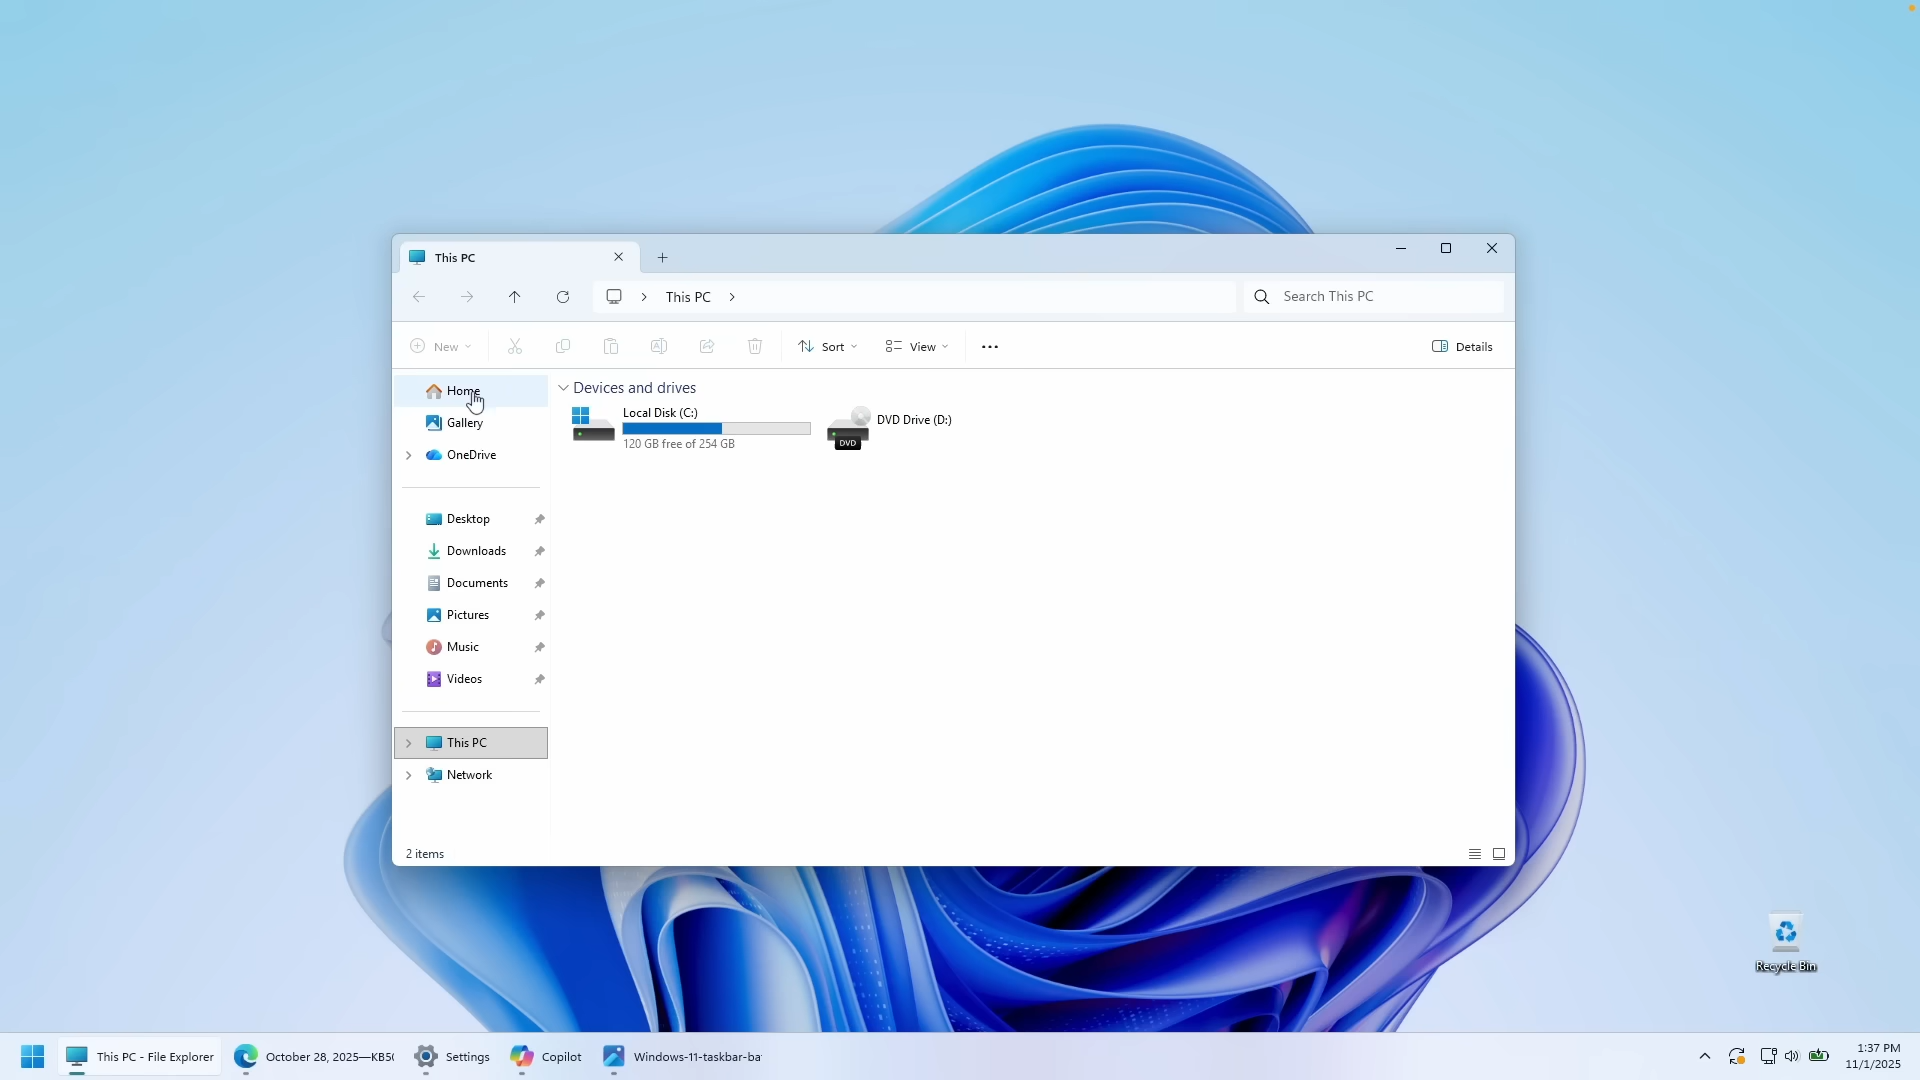 This PC
This PC
Search This PC
New
Sort
View
Details
Home
Gallery
OneDrive
Desktop
Downloads
Documents
Pictures
Music
Videos
This PC
Network
Devices and drives
Local Disk (C:)
120 GB free of 254 GB
DVD
DVD Drive (D:)
2 items
Recycle Bin
This PC - File Explorer
October 28, 2025—KB50
Settings
Copilot
Windows-11-taskbar-ba
1:37 PM
11/1/2025